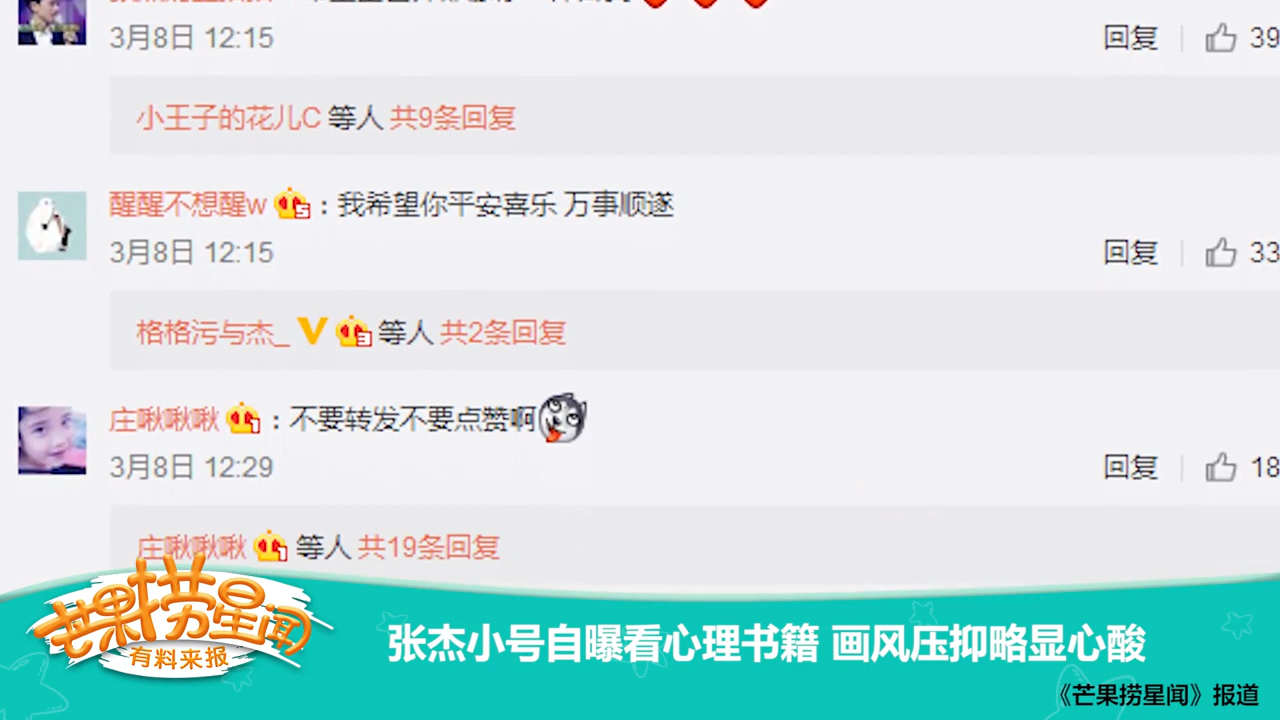 3月8日 12:15
回复
39
小王子的花儿C 等人 共9条回复
醒醒不想醒w ：我希望你平安喜乐 万事顺遂
3月8日 12:15
回复
33
格格污与杰_ 等人 共2条回复
庄啾啾啾 ：不要转发不要点赞啊
3月8日 12:29
回复
18
庄啾啾啾 等人 共19条回复
芒果捞星闻
有料来报
张杰小号自曝看心理书籍 画风压抑略显心酸
《芒果捞星闻》报道